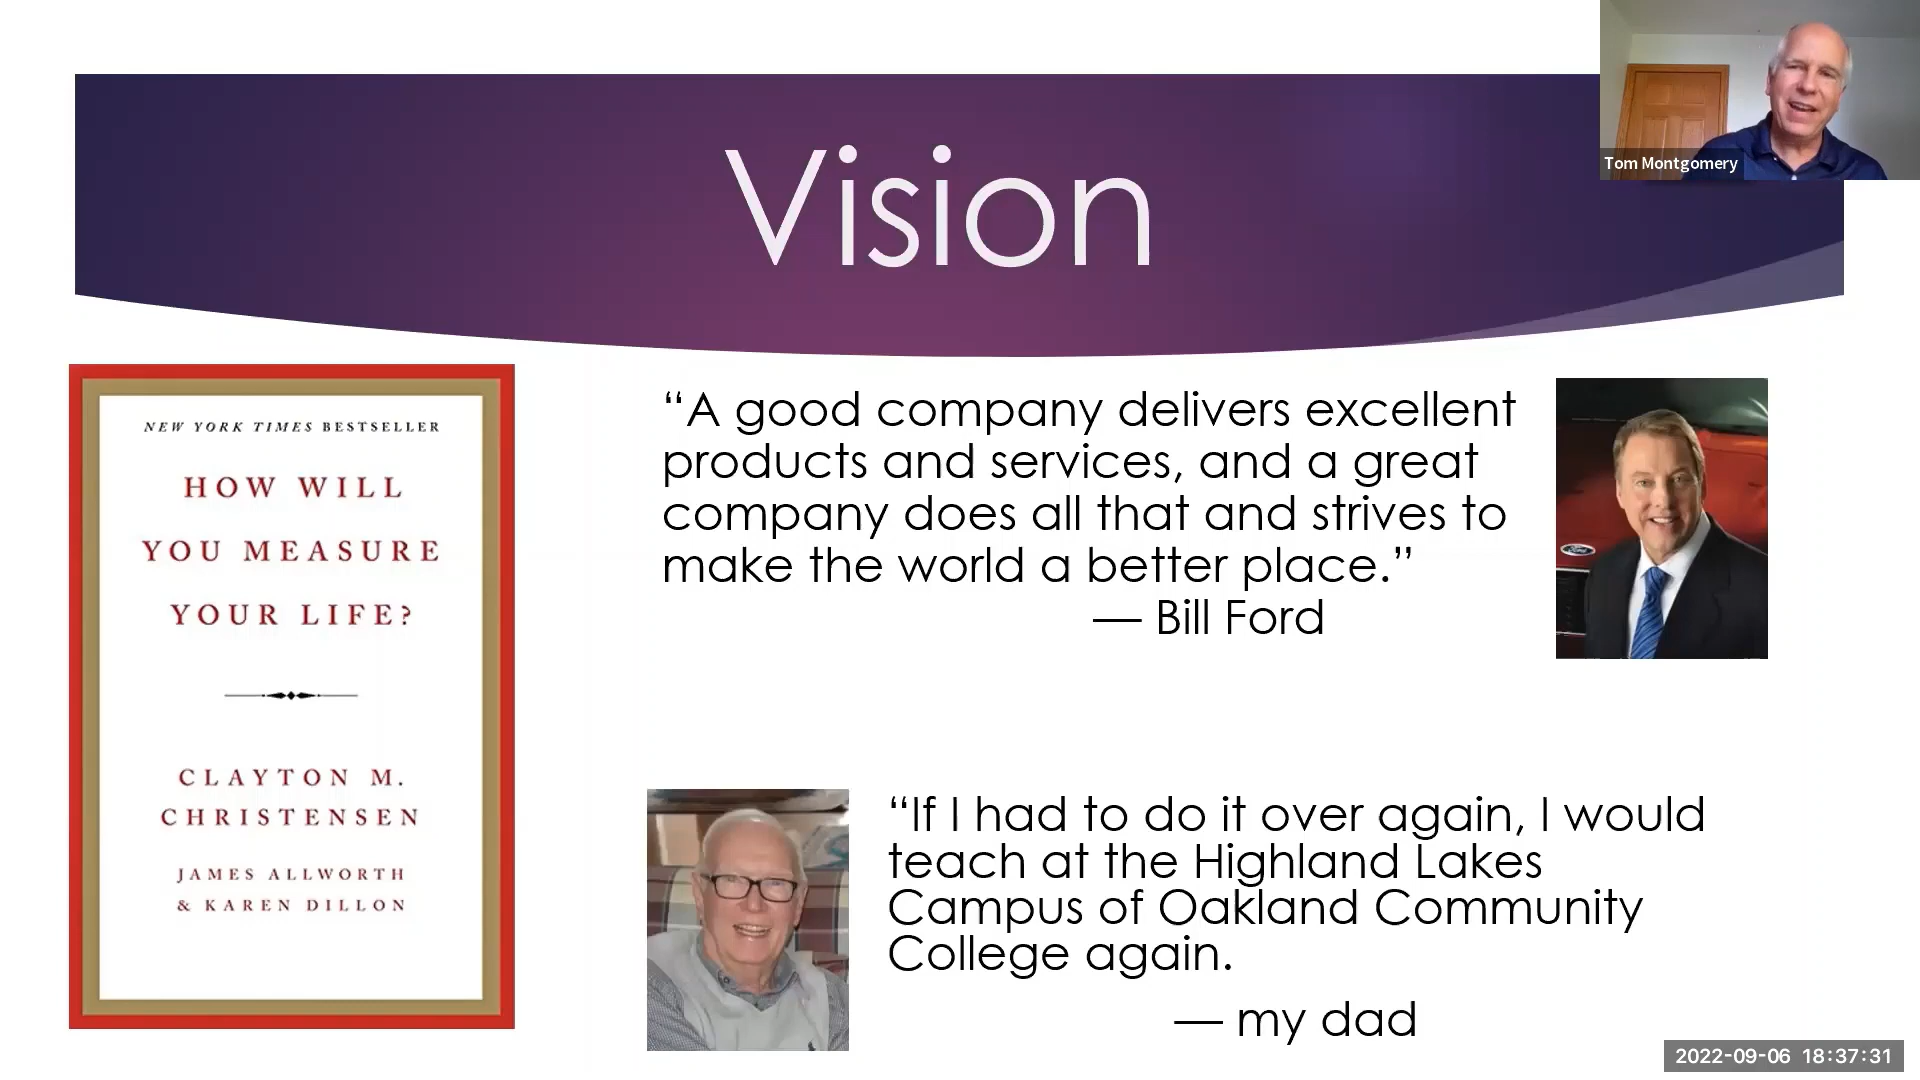 Vision
Tom Montgomery
NEW YORK TIMES BESTSELLER
HOW WILL
YOU MEASURE
YOUR LIFE?
CLAYTON M.
CHRISTENSEN
JAMES ALLWORTH
& KAREN DILLON
“A good company delivers excellent
products and services, and a great
company does all that and strives to
make the world a better place.”
— Bill Ford
Ford
“If I had to do it over again, I would
teach at the Highland Lakes
Campus of Oakland Community
College again.
— my dad
2022-09-06 18:37:31